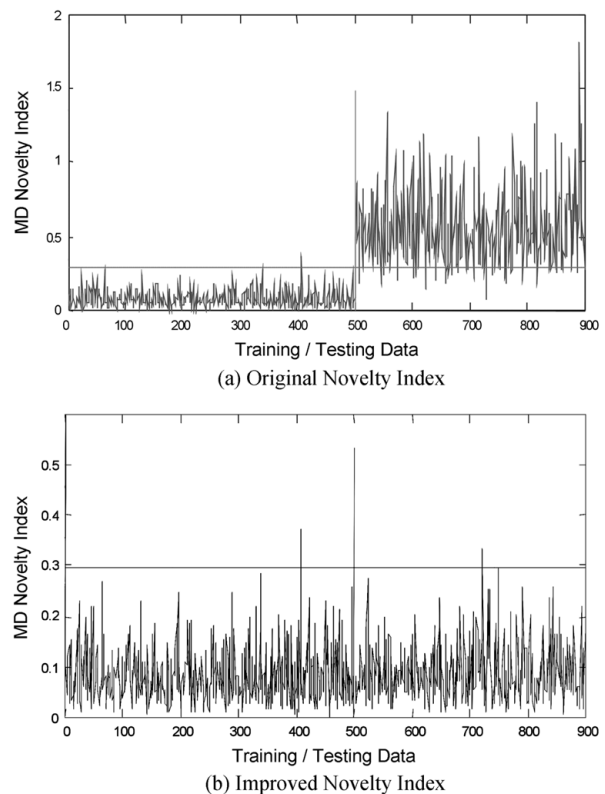 2
1.5
1
0.5
0
MD Novelty Index
0 100 200 300 400 500 600 700 800 900
Training / Testing Data
(a) Original Novelty Index
0.5
0.4
0.3
0.2
0.1
0
MD Novelty Index
0 100 200 300 400 500 600 700 800 900
Training / Testing Data
(b) Improved Novelty Index